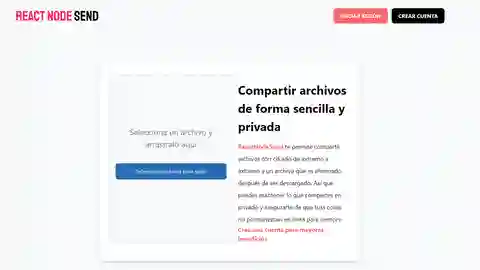 REACT NODE SEND
INICIAR SESIÓN
CREAR CUENTA
Compartir archivos
de forma sencilla y
privada
Selecciona un archivo y
arrastralo aquí
ReactNodeSend te permite compartir
archivos con cifrado de extremo a
extremo y un archivo que es eliminado
después de ser descargado. Así que
puedes mantener lo que compartes en
privado y asegurarte de que tus cosas
no permanezcan en línea para siempre
Crea una cuenta para mayores
beneficios